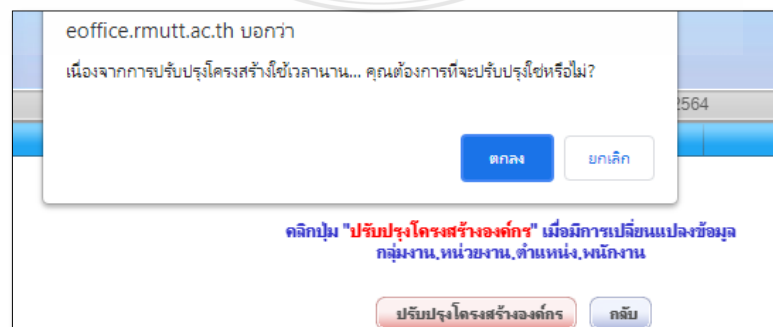 eoffice.rmutt.ac.th บอกว่า
เนื่องจากการปรับปรุงโครงสร้างใช้เวลานาน... คุณต้องการที่จะปรับปรุงใช่หรือไม่?
2564
ตกลง ยกเลิก
คลิกปุ่ม "ปรับปรุงโครงสร้างองค์กร" เมื่อมีการเปลี่ยนแปลงข้อมูล
กลุ่มงาน,หน่วยงาน,ตำแหน่ง,พนักงาน
ปรับปรุงโครงสร้างองค์กร กลับ